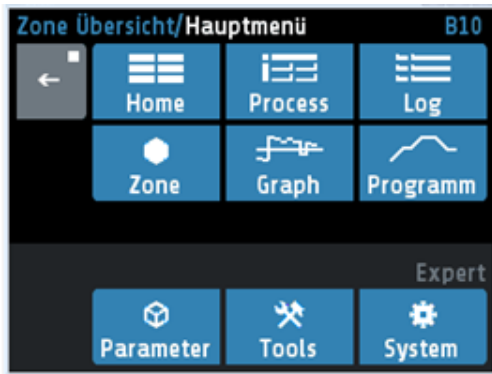 Zone Übersicht/Hauptmenü B10
Home Process Log
Zone Graph Programm
Expert
Parameter Tools System